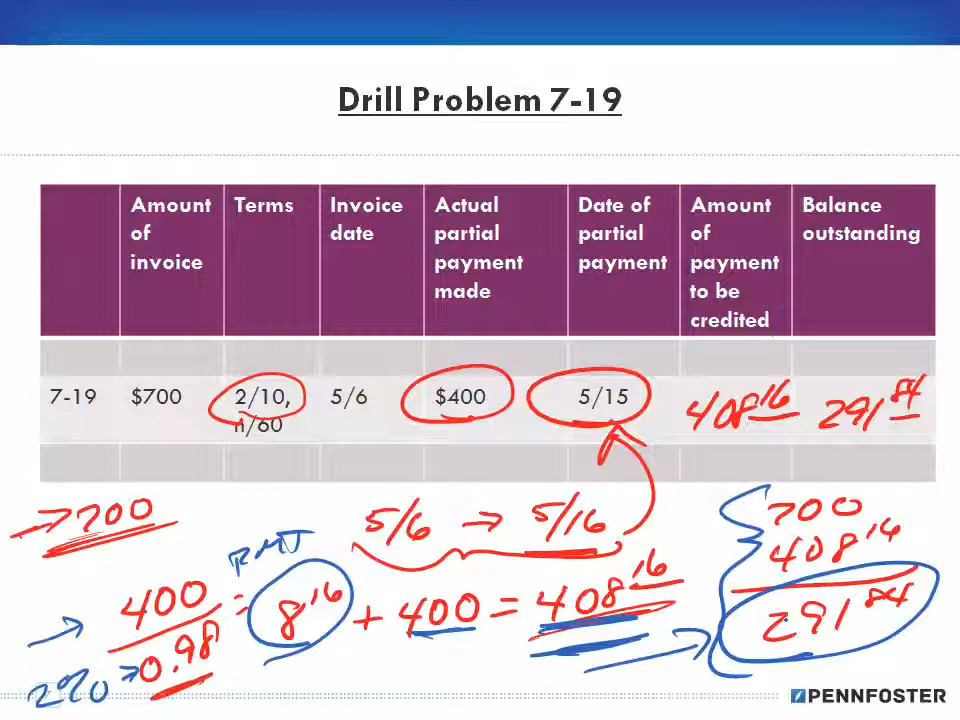 Drill Problem 7-19
Amount of invoice
Terms
Invoice date
Actual partial payment made
Date of partial payment
Amount of payment to be credited
Balance outstanding
7-19 $700 2/10, n/60 5/6 $400 5/15 408 16 291 84
700
5/6 → 5/16
700
408 16
291 84
400 = 8 16 + 400 = 408 16
0.98
2%
PENNFOSTER